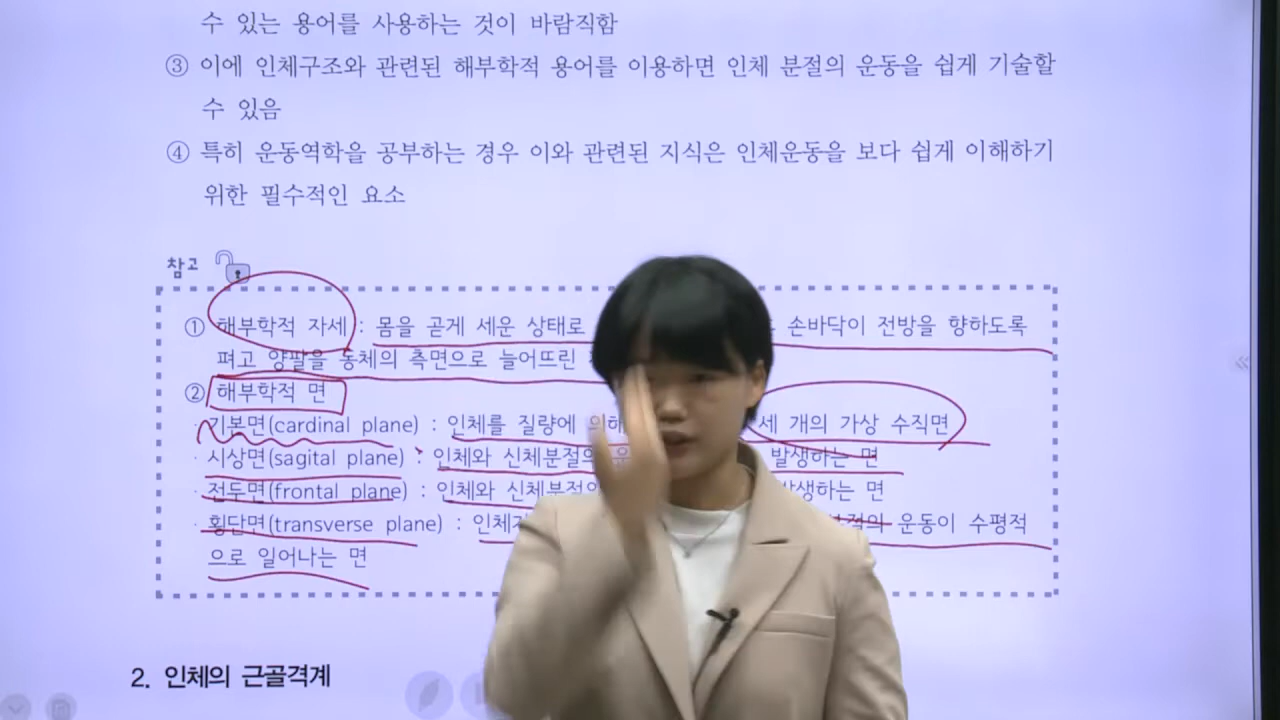 수 있는 용어를 사용하는 것이 바람직함
③ 이에 인체구조와 관련된 해부학적 용어를 이용하면 인체 분절의 운동을 쉽게 기술할
수 있음
④ 특히 운동역학을 공부하는 경우 이와 관련된 지식은 인체운동을 보다 쉽게 이해하기
위한 필수적인 요소
참고
① 해부학적 자세 : 몸을 곧게 세운 상태로 손바닥이 전방을 향하도록
펴고 양팔을 동체의 측면으로 늘어뜨린
② 해부학적 면
· 기본면(cardinal plane) : 인체를 질량에 의해 세 개의 가상 수직면
· 시상면(sagital plane) : 인체와 신체분절의 발생하는 면
· 전두면(frontal plane) : 인체와 신체분절의 발생하는 면
· 횡단면(transverse plane) : 운동이 수평적
으로 일어나는 면
2. 인체의 근골격계